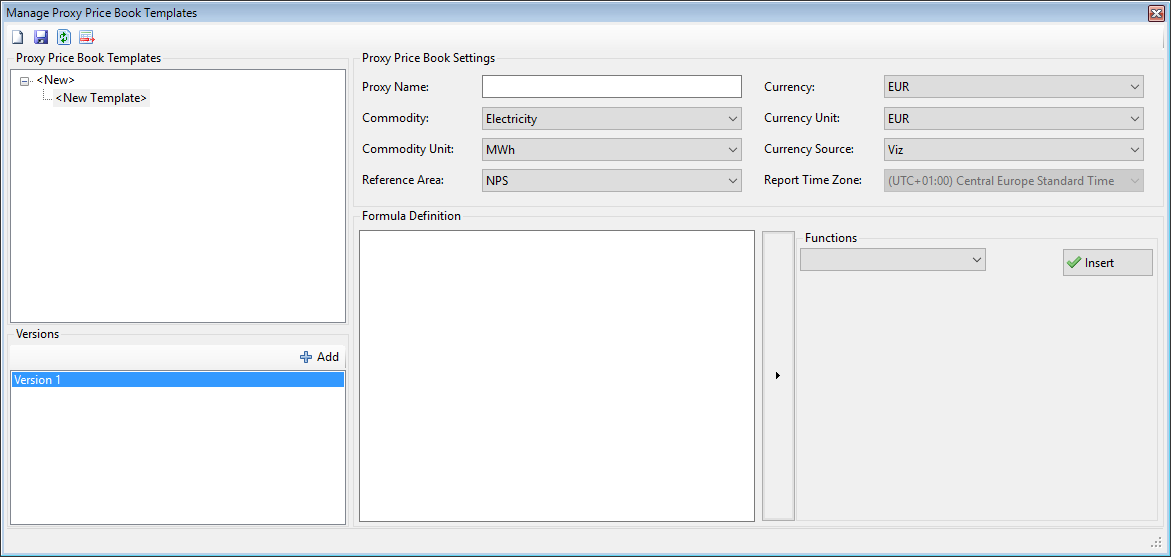 Manage Proxy Price Book Templates
Proxy Price Book Templates
<New>
<New Template>
Versions
Add
Version 1
Proxy Price Book Settings
Proxy Name:
Currency: EUR
Commodity: Electricity
Currency Unit: EUR
Commodity Unit: MWh
Currency Source: Viz
Reference Area: NPS
Report Time Zone: (UTC+01:00) Central Europe Standard Time
Formula Definition
Functions
Insert